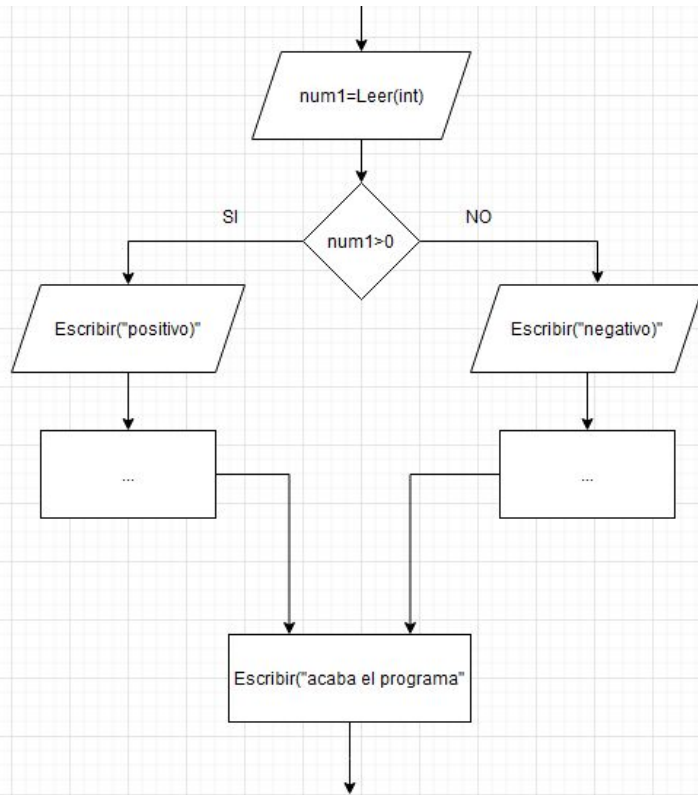 num1=Leer(int)
SI
num1>0
NO
Escribir("positivo)"
Escribir("negativo)"
...
...
Escribir("acaba el programa"